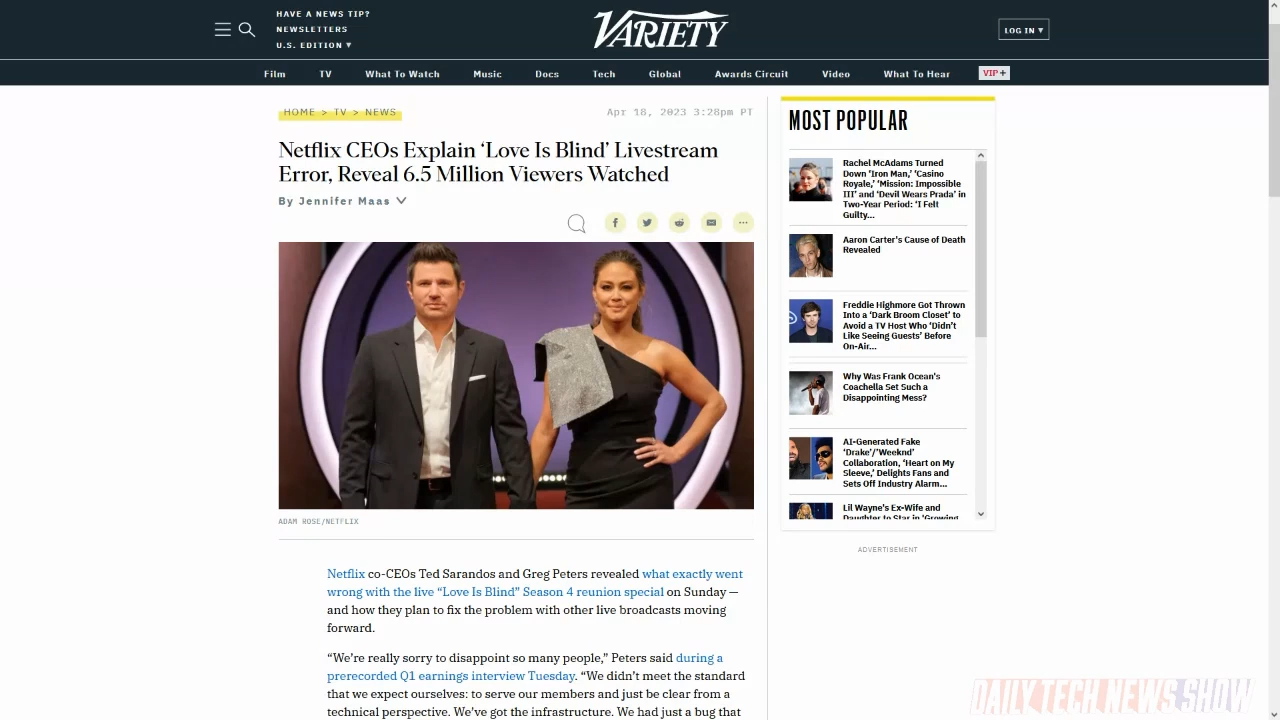 HAVE A NEWS TIP?
NEWSLETTERS
U.S. EDITION ▼
VARIETY
LOG IN ▼
Film TV What To Watch Music Docs Tech Global Awards Circuit Video What To Hear VIP+
HOME > TV > NEWS
Apr 18, 2023 3:28pm PT
Netflix CEOs Explain ‘Love Is Blind’ Livestream
Error, Reveal 6.5 Million Viewers Watched
By Jennifer Maas
ADAM ROSE/NETFLIX
Netflix co-CEOs Ted Sarandos and Greg Peters revealed what exactly went
wrong with the live “Love Is Blind” Season 4 reunion special on Sunday —
and how they plan to fix the problem with other live broadcasts moving
forward.
“We’re really sorry to disappoint so many people,” Peters said during a
prerecorded Q1 earnings interview Tuesday. “We didn’t meet the standard
that we expect ourselves: to serve our members and just be clear from a
technical perspective. We’ve got the infrastructure. We had just a bug that
MOST POPULAR
Rachel McAdams Turned
Down ‘Iron Man,’ ‘Casino
Royale,’ ‘Mission: Impossible
III’ and ‘Devil Wears Prada’ in
Two-Year Period: ‘I Felt
Guilty...
Aaron Carter’s Cause of Death
Revealed
Freddie Highmore Got Thrown
Into a ‘Dark Broom Closet’ to
Avoid a TV Host Who ‘Didn’t
Like Seeing Guests’ Before
On-Air...
Why Was Frank Ocean’s
Coachella Set Such a
Disappointing Mess?
AI-Generated Fake
‘Drake’/‘Weeknd’
Collaboration, ‘Heart on My
Sleeve,’ Delights Fans and
Sets Off Industry Alarm...
Lil Wayne’s Ex-Wife and
Daughter to Star in ‘Growing
ADVERTISEMENT
DAILY TECH NEWS SHOW